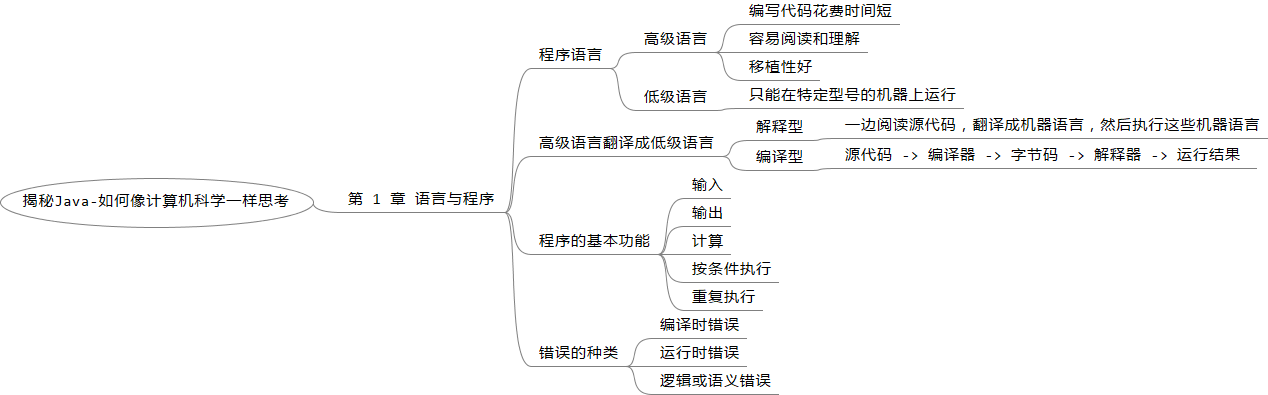 揭秘Java-如何像计算机科学一样思考
第 1 章 语言与程序
程序语言
高级语言
编写代码花费时间短
容易阅读和理解
移植性好
低级语言
只能在特定型号的机器上运行
高级语言翻译成低级语言
解释型
一边阅读源代码，翻译成机器语言，然后执行这些机器语言
编译型
源代码 -> 编译器 -> 字节码 -> 解释器 -> 运行结果
程序的基本功能
输入
输出
计算
按条件执行
重复执行
错误的种类
编译时错误
运行时错误
逻辑或语义错误